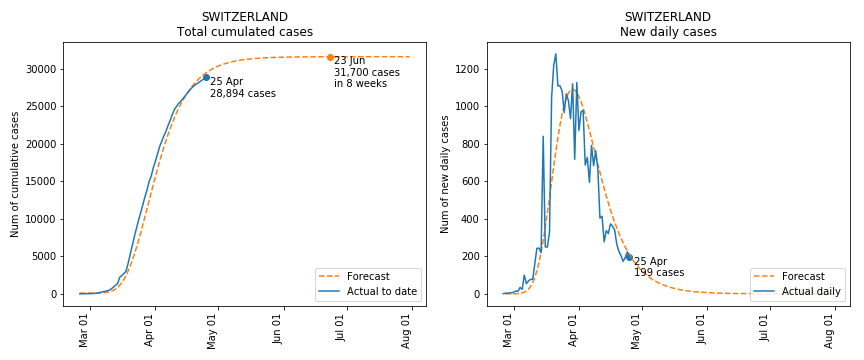 SWITZERLAND
Total cumulated cases
Num of cumulative cases
30000
25000
20000
15000
10000
5000
0
23 Jun
31,700 cases
in 8 weeks
25 Apr
28,894 cases
Forecast
Actual to date
Mar 01
Apr 01
May 01
Jun 01
Jul 01
Aug 01
SWITZERLAND
New daily cases
Num of new daily cases
1200
1000
800
600
400
200
0
25 Apr
199 cases
Forecast
Actual daily
Mar 01
Apr 01
May 01
Jun 01
Jul 01
Aug 01